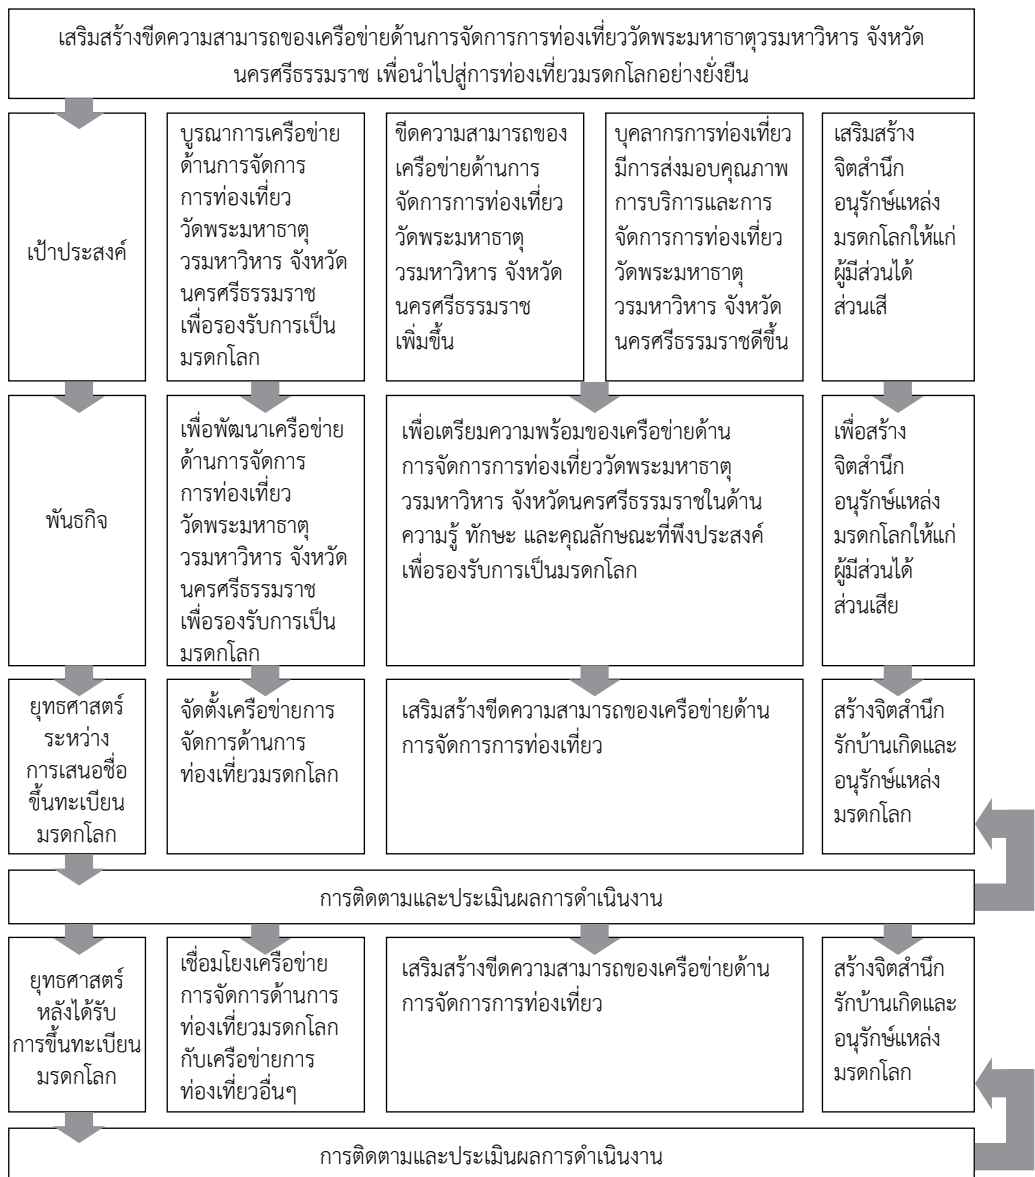 เสริมสร้างขีดความสามารถของเครือข่ายด้านการจัดการการท่องเที่ยววัดพระมหาธาตุวรมหาวิหาร จังหวัด
นครศรีธรรมราช เพื่อนำไปสู่การท่องเที่ยวมรดกโลกอย่างยั่งยืน
เป้าประสงค์
บูรณาการเครือข่าย
ด้านการจัดการ
การท่องเที่ยว
วัดพระมหาธาตุ
วรมหาวิหาร จังหวัด
นครศรีธรรมราช
เพื่อรองรับการเป็น
มรดกโลก
ขีดความสามารถของ
เครือข่ายด้านการ
จัดการการท่องเที่ยว
วัดพระมหาธาตุ
วรมหาวิหาร จังหวัด
นครศรีธรรมราช
เพิ่มขึ้น
บุคลากรการท่องเที่ยว
มีการส่งมอบคุณภาพ
การบริการและการ
จัดการการท่องเที่ยว
วัดพระมหาธาตุ
วรมหาวิหาร จังหวัด
นครศรีธรรมราชดีขึ้น
เสริมสร้าง
จิตสำนึก
อนุรักษ์แหล่ง
มรดกโลกให้แก่
ผู้มีส่วนได้
ส่วนเสี
พันธกิจ
เพื่อพัฒนาเครือข่าย
ด้านการจัดการ
การท่องเที่ยว
วัดพระมหาธาตุ
วรมหาวิหาร จังหวัด
นครศรีธรรมราช
เพื่อรองรับการเป็น
มรดกโลก
เพื่อเตรียมความพร้อมของเครือข่ายด้าน
การจัดการการท่องเที่ยววัดพระมหาธาตุ
วรมหาวิหาร จังหวัดนครศรีธรรมราชในด้าน
ความรู้ ทักษะ และคุณลักษณะที่พึงประสงค์
เพื่อรองรับการเป็นมรดกโลก
เพื่อสร้าง
จิตสำนึก
อนุรักษ์แหล่ง
มรดกโลกให้แก่
ผู้มีส่วนได้
ส่วนเสีย
ยุทธศาสตร์
ระหว่าง
การเสนอชื่อ
ขึ้นทะเบียน
มรดกโลก
จัดตั้งเครือข่ายการ
จัดการด้านการ
ท่องเที่ยวมรดกโลก
เสริมสร้างขีดความสามารถของเครือข่ายด้าน
การจัดการการท่องเที่ยว
สร้างจิตสำนึก
รักบ้านเกิดและ
อนุรักษ์แหล่ง
มรดกโลก
การติดตามและประเมินผลการดำเนินงาน
ยุทธศาสตร์
หลังได้รับ
การขึ้นทะเบียน
มรดกโลก
เชื่อมโยงเครือข่าย
การจัดการด้านการ
ท่องเที่ยวมรดกโลก
กับเครือข่ายการ
ท่องเที่ยวอื่นๆ
เสริมสร้างขีดความสามารถของเครือข่ายด้าน
การจัดการการท่องเที่ยว
สร้างจิตสำนึก
รักบ้านเกิดและ
อนุรักษ์แหล่ง
มรดกโลก
การติดตามและประเมินผลการดำเนินงาน